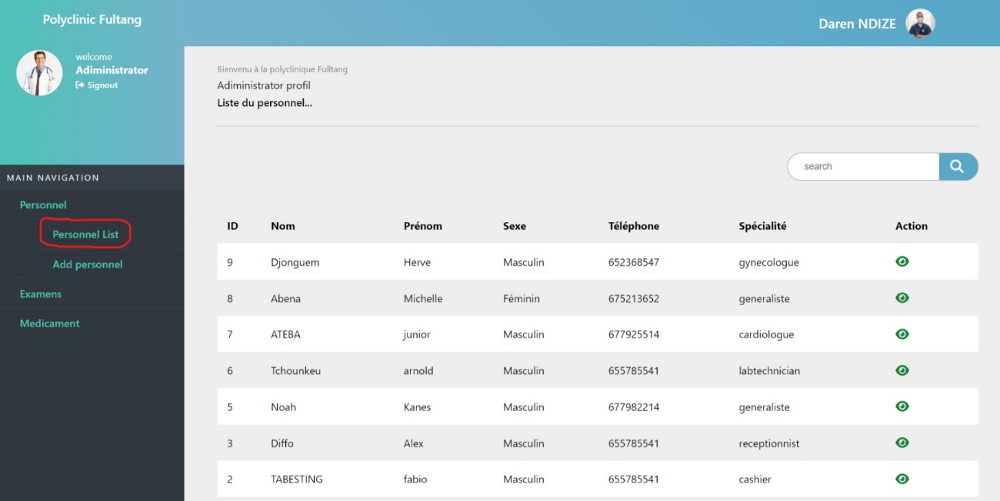 Polyclinic Fultang
Daren NDIZE
welcome
Adiministrator
Signout
MAIN NAVIGATION
Personnel
Personnel List
Add personnel
Examens
Medicament
Bienvenu à la polyclinique Fulltang
Adiministrator profil
Liste du personnel...
search
ID Nom Prénom Sexe Téléphone Spécialité Action
9 Djonguem Herve Masculin 652368547 gynecologue
8 Abena Michelle Féminin 675213652 generaliste
7 ATEBA junior Masculin 677925514 cardiologue
6 Tchounkeu arnold Masculin 655785541 labtechnician
5 Noah Kanes Masculin 677982214 generaliste
3 Diffo Alex Masculin 655785541 receptionnist
2 TABESTING fabio Masculin 655785541 cashier